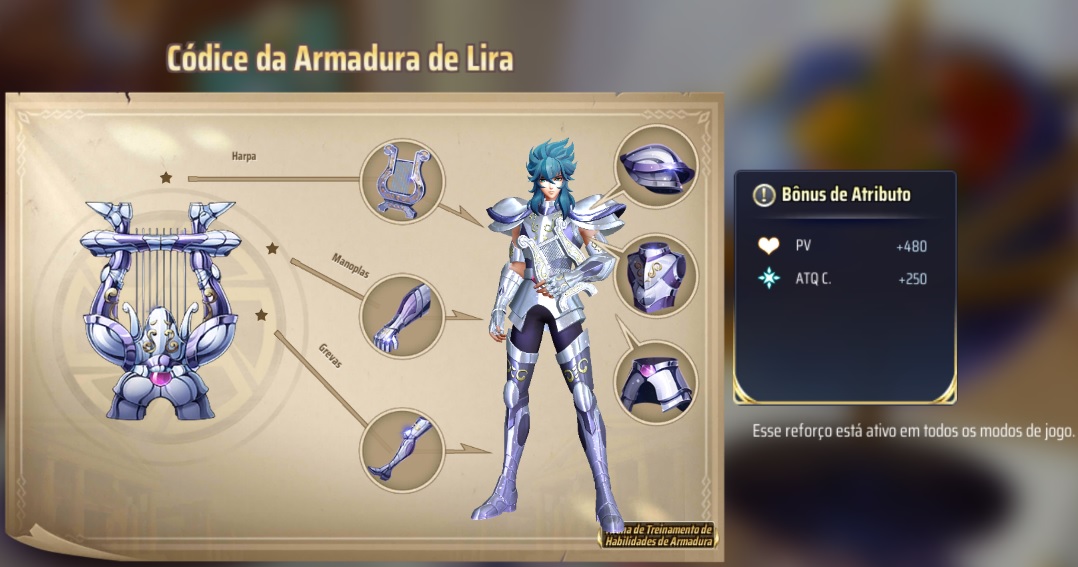 Códice da Armadura de Lira
Harpa
Manoplas
Grevas
de Treinamento de
Habilidades de Armadura
Bônus de Atributo
PV +480
ATQ C. +250
Esse reforço está ativo em todos os modos de jogo.